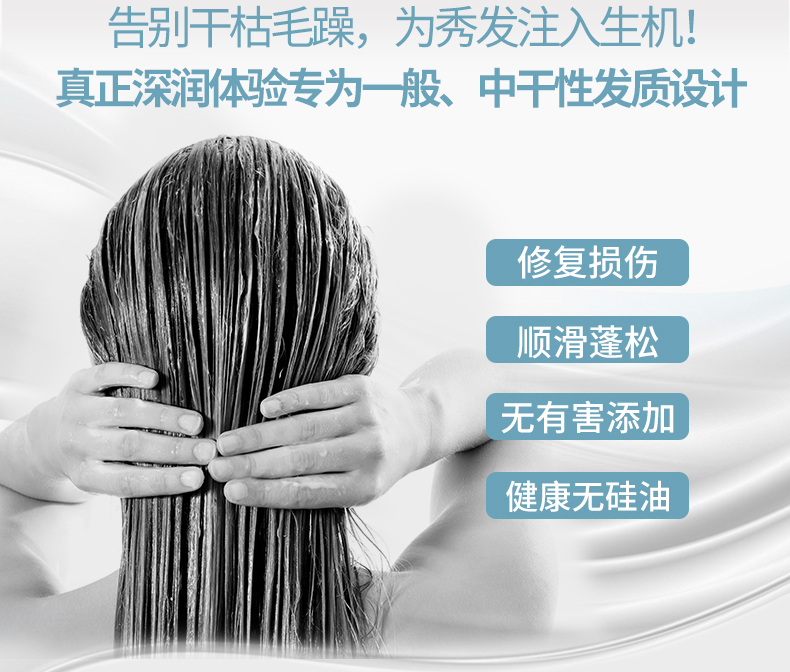 告别干枯毛躁，为秀发注入生机！
真正深润体验专为一般、中干性发质设计
修复损伤
顺滑蓬松
无有害添加
健康无硅油